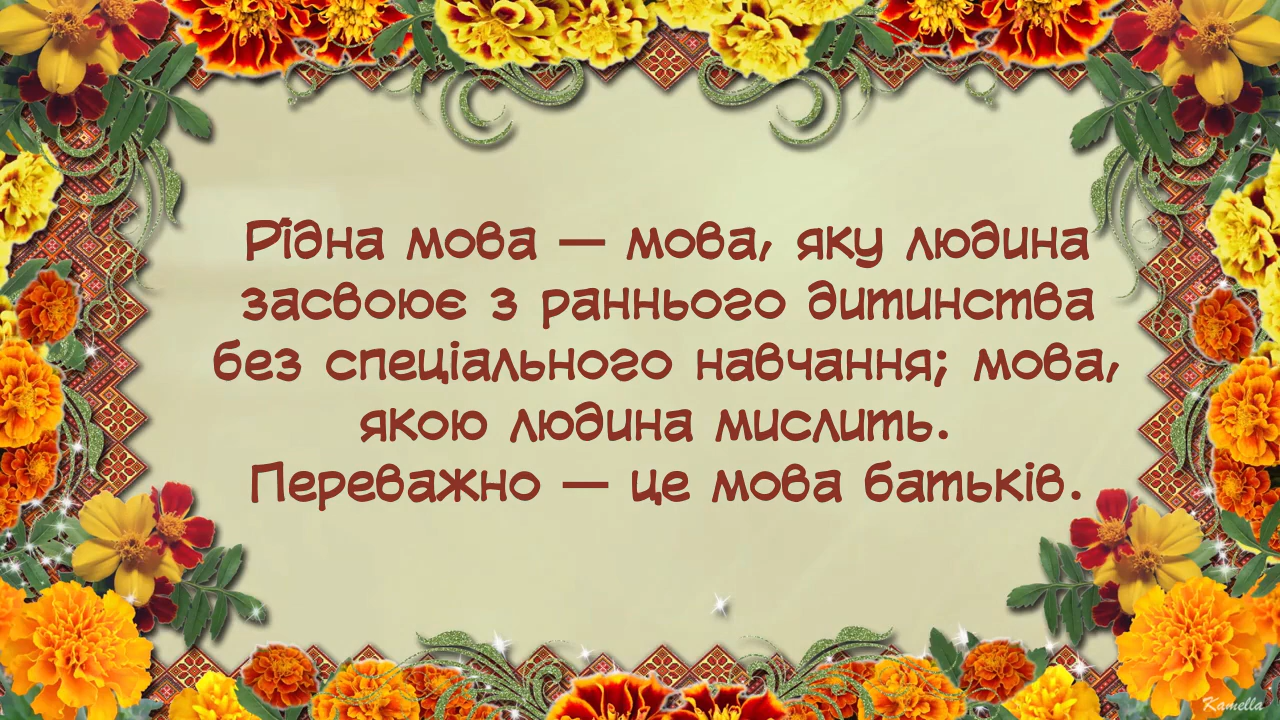 Рідна мова — мова, яку людина
засвоює з раннього дитинства
без спеціального навчання; мова,
якою людина мислить.
Переважно — це мова батьків.
Kamella